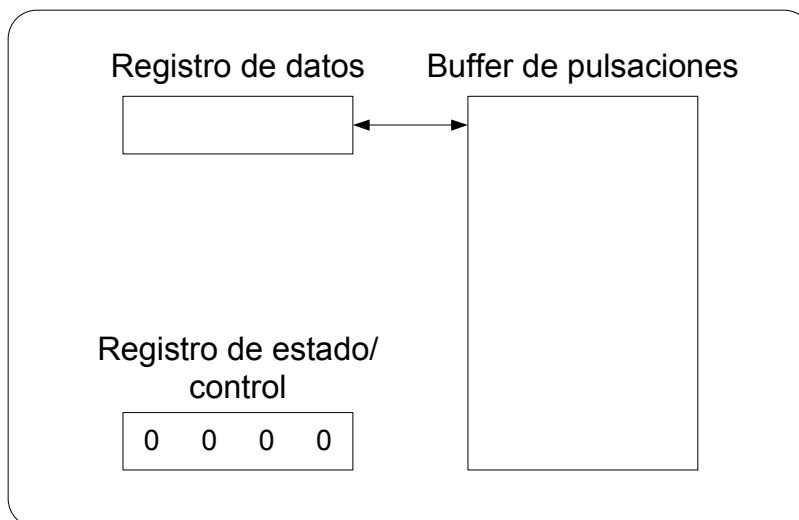 Registro de datos
Buffer de pulsaciones
Registro de estado/
control
0 0 0 0